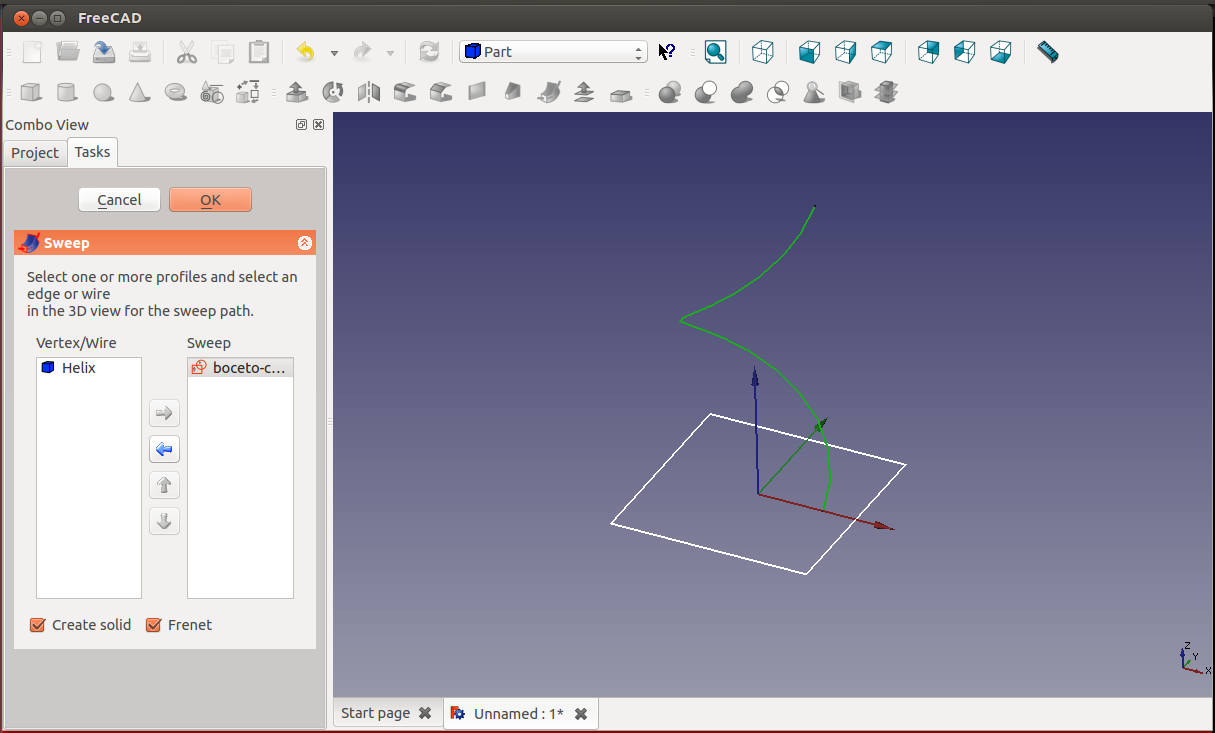 FreeCAD
Part
Combo View
Project
Tasks
Cancel
OK
Sweep
Select one or more profiles and select an
edge or wire
in the 3D view for the sweep path.
Vertex/Wire
Sweep
Helix
boceto-c...
Create solid
Frenet
Z
Y
X
Start page
Unnamed : 1*